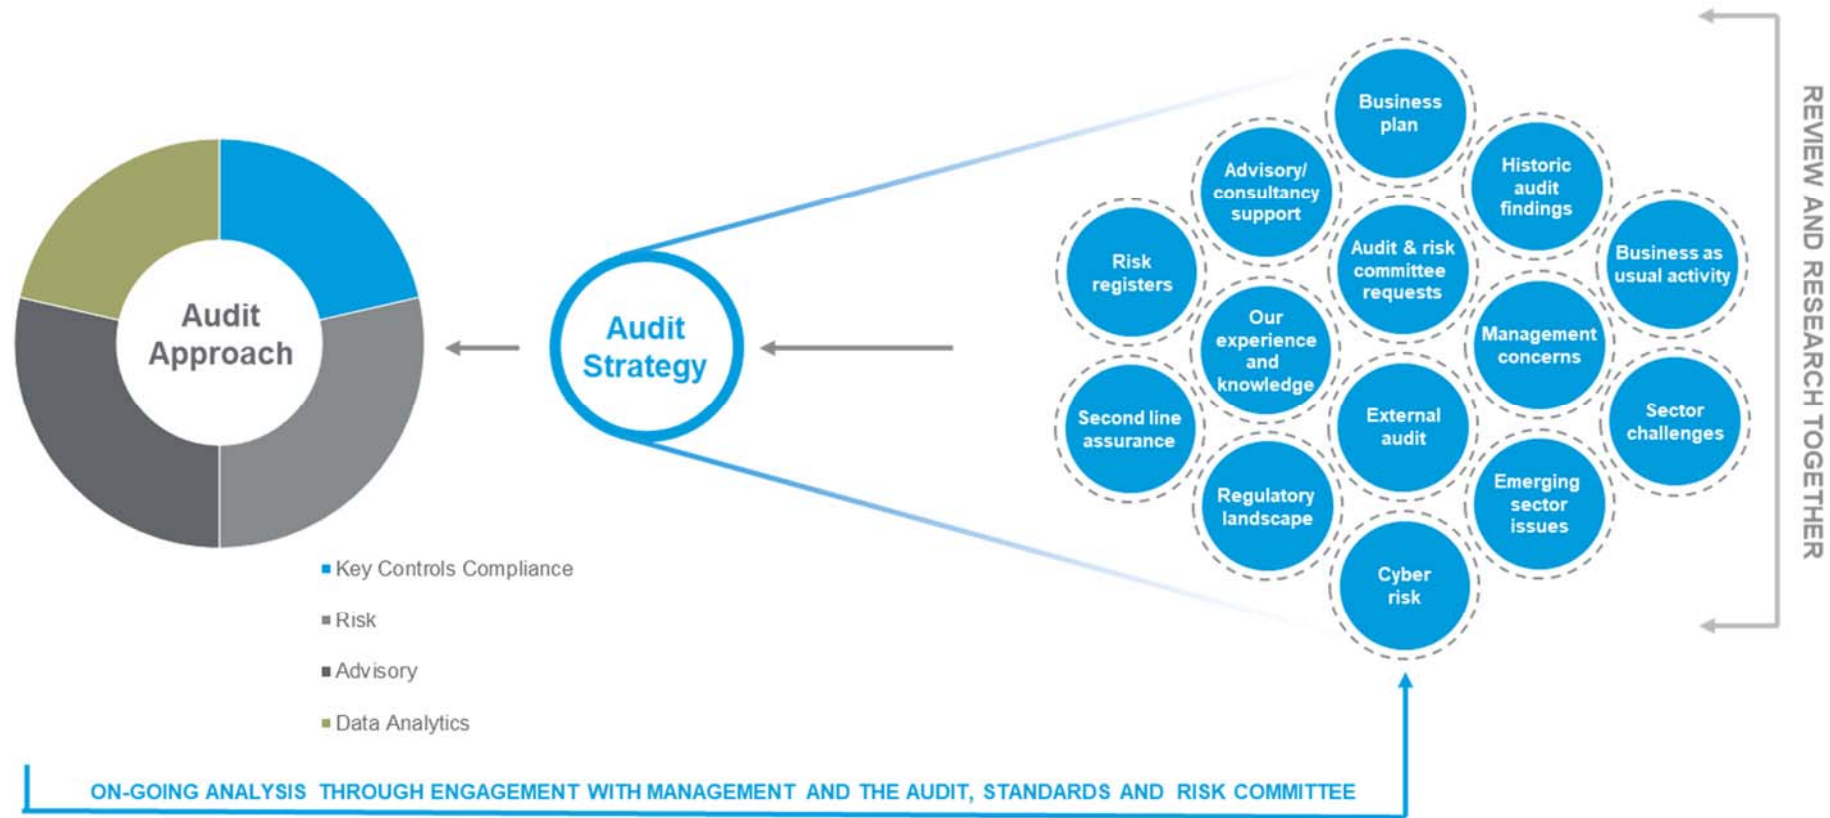 Audit
Approach
Key Controls Compliance
Risk
Advisory
Data Analytics
Audit
Strategy
Business
plan
Advisory/
consultancy
support
Historic
audit
findings
Risk
registers
Audit & risk
committee
requests
Business as
usual activity
Our
experience
and
knowledge
Management
concerns
Second line
assurance
External
audit
Sector
challenges
Regulatory
landscape
Emerging
sector
issues
Cyber
risk
REVIEW AND RESEARCH TOGETHER
ON-GOING ANALYSIS THROUGH ENGAGEMENT WITH MANAGEMENT AND THE AUDIT, STANDARDS AND RISK COMMITTEE